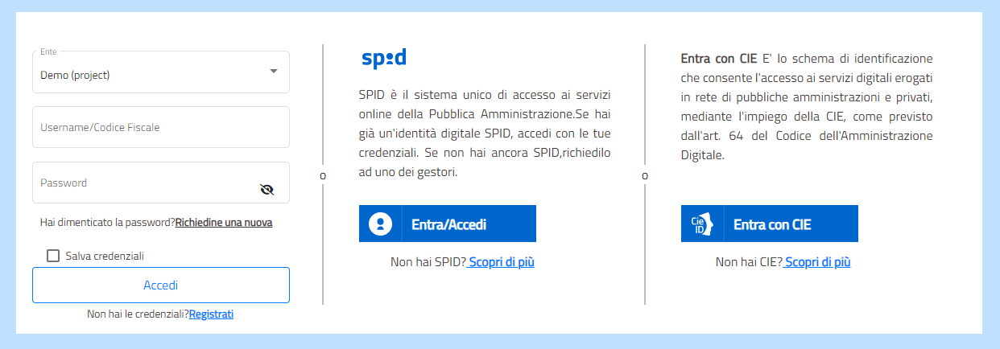 Ente
Demo (project)
Username/Codice Fiscale
Password
Hai dimenticato la password?Richiedine una nuova
Salva credenziali
Accedi
Non hai le credenziali?Registrati
o
spid
SPID è il sistema unico di accesso ai servizi
online della Pubblica Amministrazione.Se hai
già un'identità digitale SPID, accedi con le tue
credenziali. Se non hai ancora SPID,richiedilo
ad uno dei gestori.
Entra/Accedi
Non hai SPID? Scopri di più
o
Entra con CIE E' lo schema di identificazione
che consente l'accesso ai servizi digitali erogati
in rete di pubbliche amministrazioni e privati,
mediante l'impiego della CIE, come previsto
dall'art. 64 del Codice dell'Amministrazione
Digitale.
Cie
ID
Entra con CIE
Non hai CIE? Scopri di più